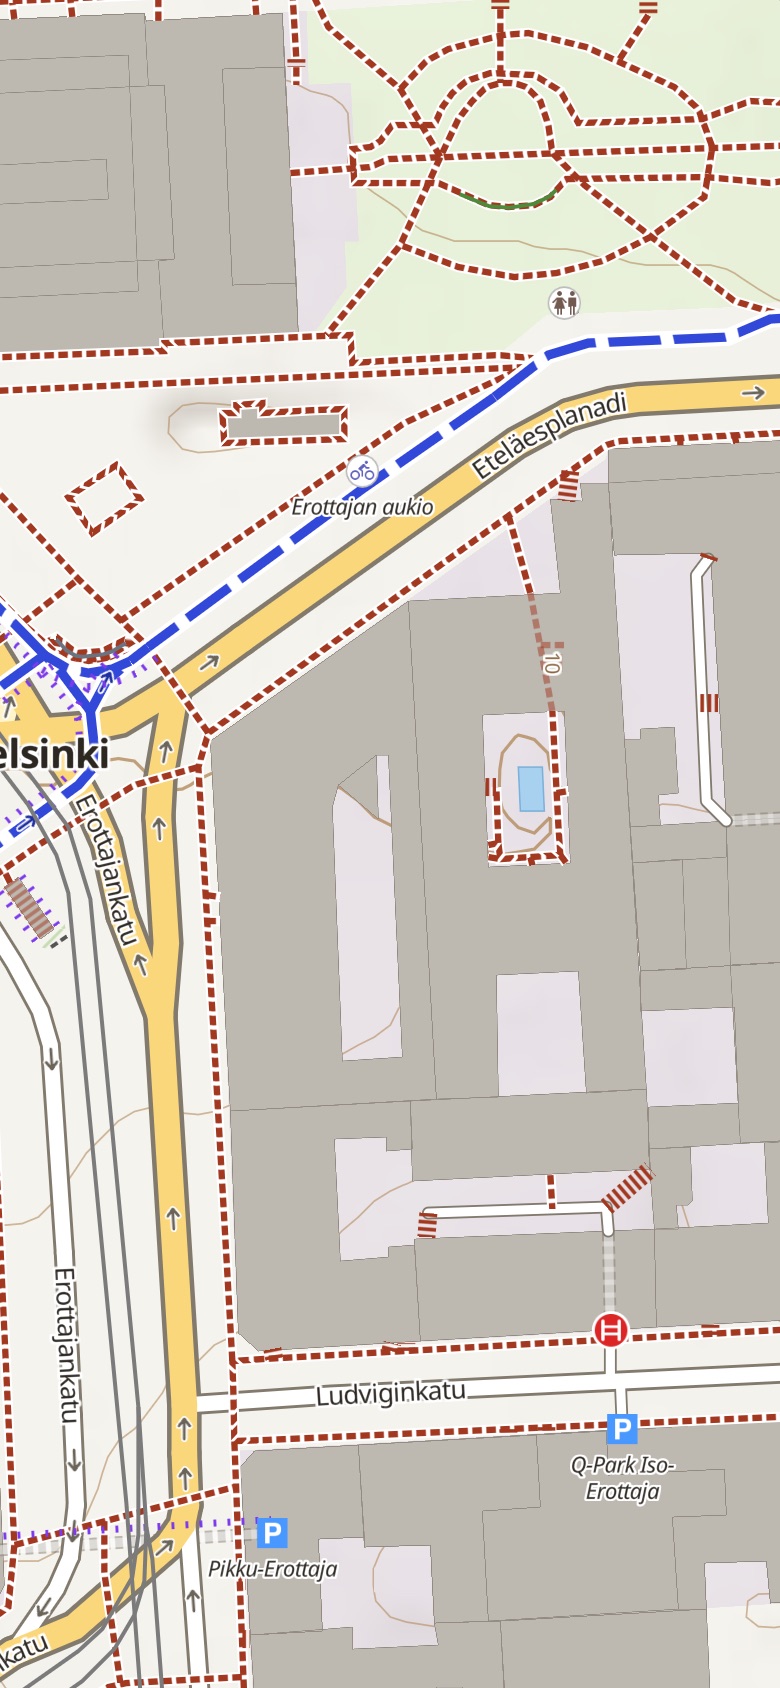 Eteläesplanadi
Erottajan aukio
10
elsinki
Erottajankatu
Erottajankatu
Ludviginkatu
P
Q-Park Iso-
Erottaja
P
Pikku-Erottaja
katu